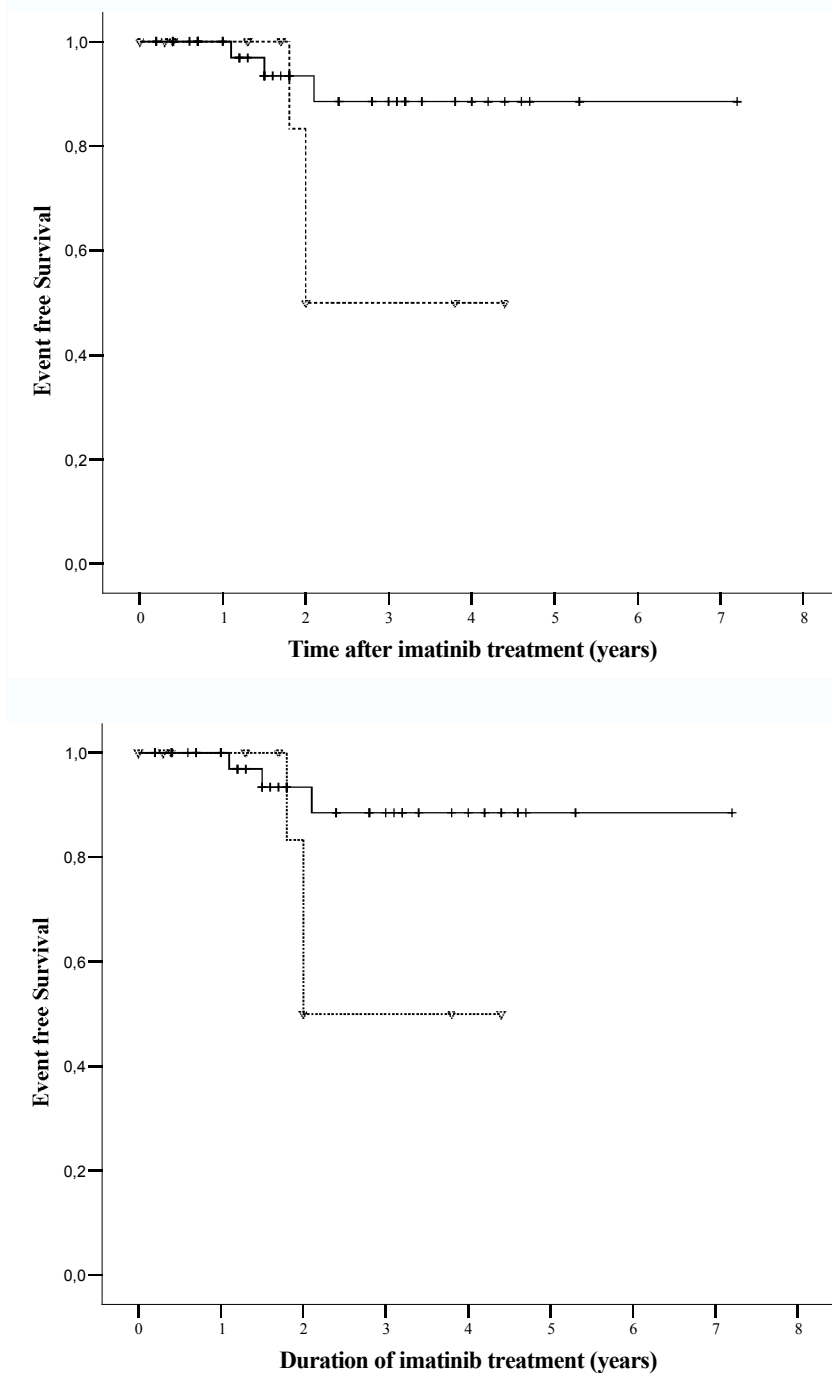 1,0
0,8
0,6
0,4
0,2
0,0
Event free Survival
0 1 2 3 4 5 6 7 8
Time after imatinib treatment (years)
1,0
0,8
0,6
0,4
0,2
0,0
Event free Survival
0 1 2 3 4 5 6 7 8
Duration of imatinib treatment (years)